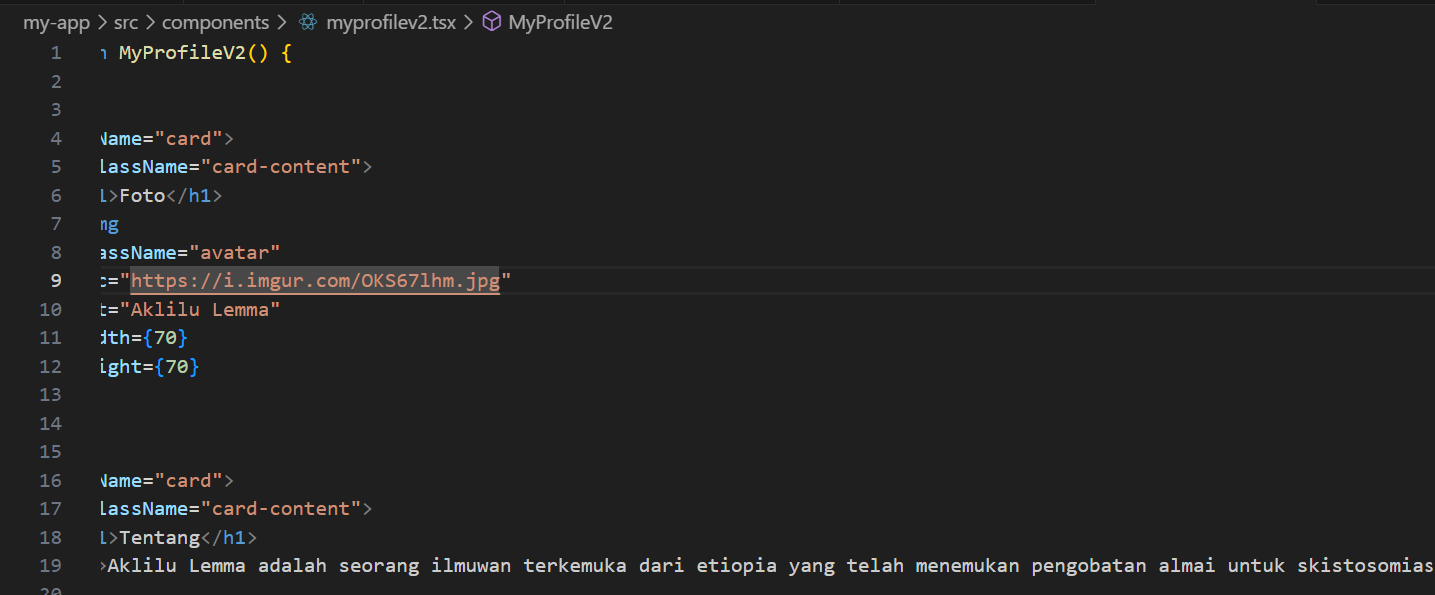 my-app > src > components > myprofilev2.tsx > MyProfileV2
1 n MyProfileV2() {
2
3
4 Name="card">
5 lassName="card-content">
6 1>Foto</h1>
7 mg
8 assName="avatar"
9 c="https://i.imgur.com/OKS67lhm.jpg"
10 t="Aklilu Lemma"
11 dth={70}
12 ight={70}
13
14
15
16 Name="card">
17 lassName="card-content">
18 1>Tentang</h1>
19 >Aklilu Lemma adalah seorang ilmuwan terkemuka dari etiopia yang telah menemukan pengobatan almai untuk skistosomias
20